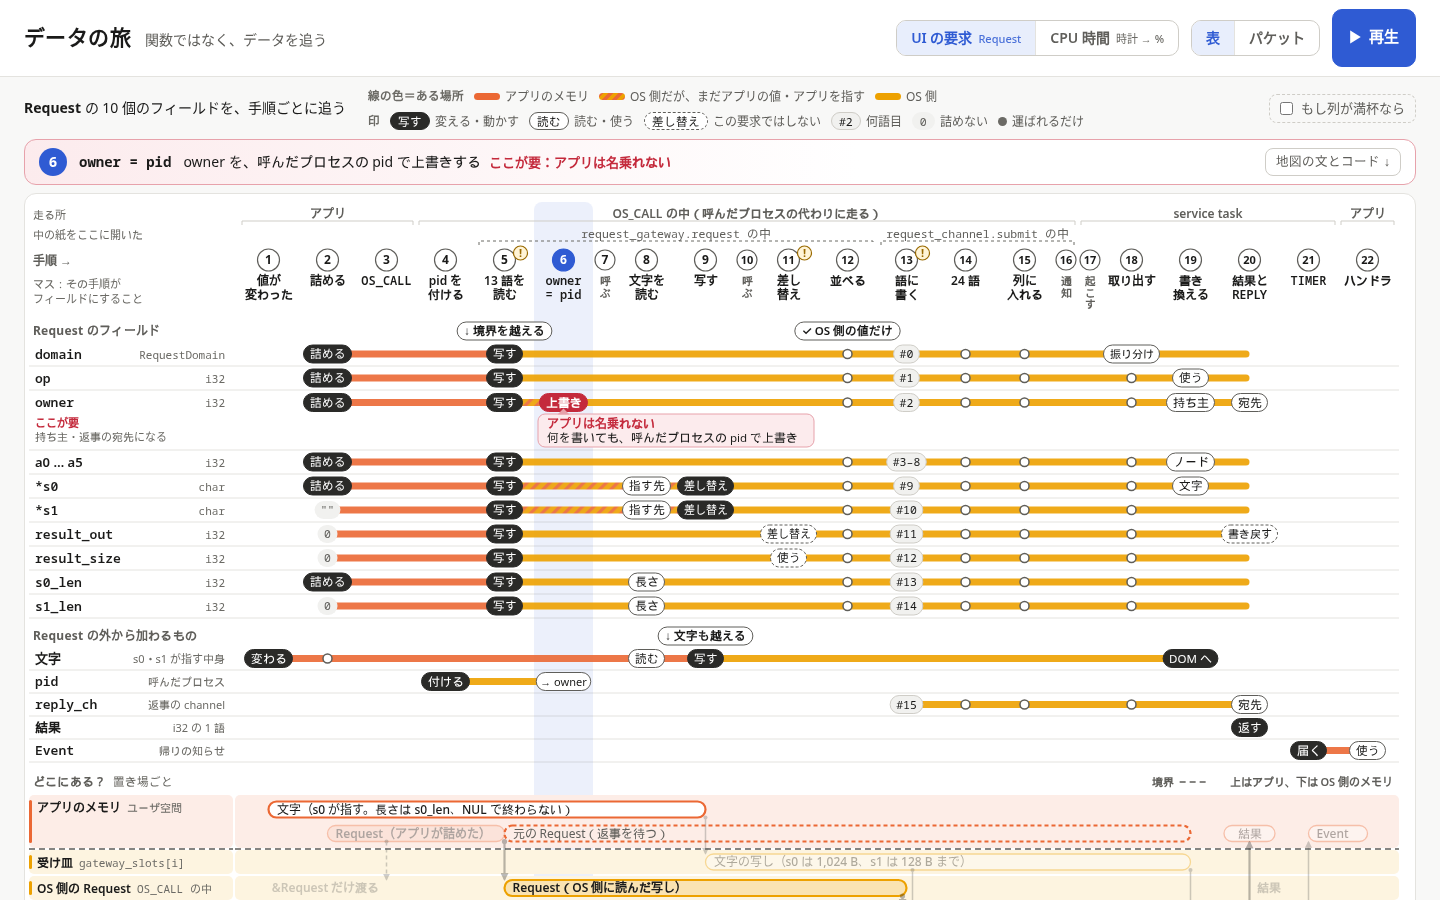 データの旅 関数ではなく、データを追う
UI の要求 Request CPU 時間 時計 → % 表 パケット ▶ 再生
Request の 10 個のフィールドを、手順ごとに追う
線の色＝ある場所 アプリのメモリ OS 側だが、まだアプリの値・アプリを指す OS 側
印 写す 変える・動かす 読む 読む・使う 差し替え この要求ではしない #2 何語目 0 詰めない 運ばれるだけ
もし列が満杯なら
6 owner = pid owner を、呼んだプロセスの pid で上書きする ここが要：アプリは名乗れない 地図の文とコード ↓
走る所 アプリ OS_CALL の中 ( 呼んだプロセスの代わりに走る ) service task アプリ
中の紙をここに開いた request_gateway.request の中 request_channel.submit の中
手順 → 1 2 3 4 5 ! 6 7 8 9 10 11 ! 12 13 ! 14 15 16 17 18 19 20 21 22
マス：その手順が
フィールドにすること
値が変わった 詰める OS_CALL pid を付ける 13 語を読む owner = pid 呼ぶ 文字を読む 写す 呼ぶ 差し替え 並べる 語に書く 24 語 列に入れる 通知 起こす 取り出す 書き換える 結果と REPLY TIMER ハンドラ
Request のフィールド ↓ 境界を越える ✓ OS 側の値だけ
domain RequestDomain 詰める 写す #0 振り分け
op i32 詰める 写す #1 使う
owner i32 詰める 写す 上書き #2 持ち主 宛先
ここが要
持ち主・返事の宛先になる
アプリは名乗れない
何を書いても、呼んだプロセスの pid で上書き
a0 … a5 i32 詰める 写す #3–8 ノード
*s0 char 詰める 写す 指す先 差し替え #9 文字
*s1 char "" 写す 指す先 差し替え #10
result_out i32 0 写す 差し替え #11 書き戻す
result_size i32 0 写す 使う #12
s0_len i32 詰める 写す 長さ #13
s1_len i32 0 写す 長さ #14
Request の外から加わるもの ↓ 文字も越える
文字 s0・s1 が指す中身 変わる 読む 写す DOM へ
pid 呼んだプロセス 付ける → owner
reply_ch 返事の channel #15 宛先
結果 i32 の 1 語 返す
Event 帰りの知らせ 届く 使う
どこにある？ 置き場ごと 境界 --- 上はアプリ、下は OS 側のメモリ
アプリのメモリ ユーザ空間 文字（s0 が指す。長さは s0_len、NUL で終わらない )
Request（アプリが詰めた） 元の Request ( 返事を待つ ) 結果 Event
受け皿 gateway_slots[i] 文字の写し（s0 は 1,024 B、s1 は 128 B まで）
OS 側の Request OS_CALL の中 &Request だけ渡る Request ( OS 側に読んだ写し） 結果